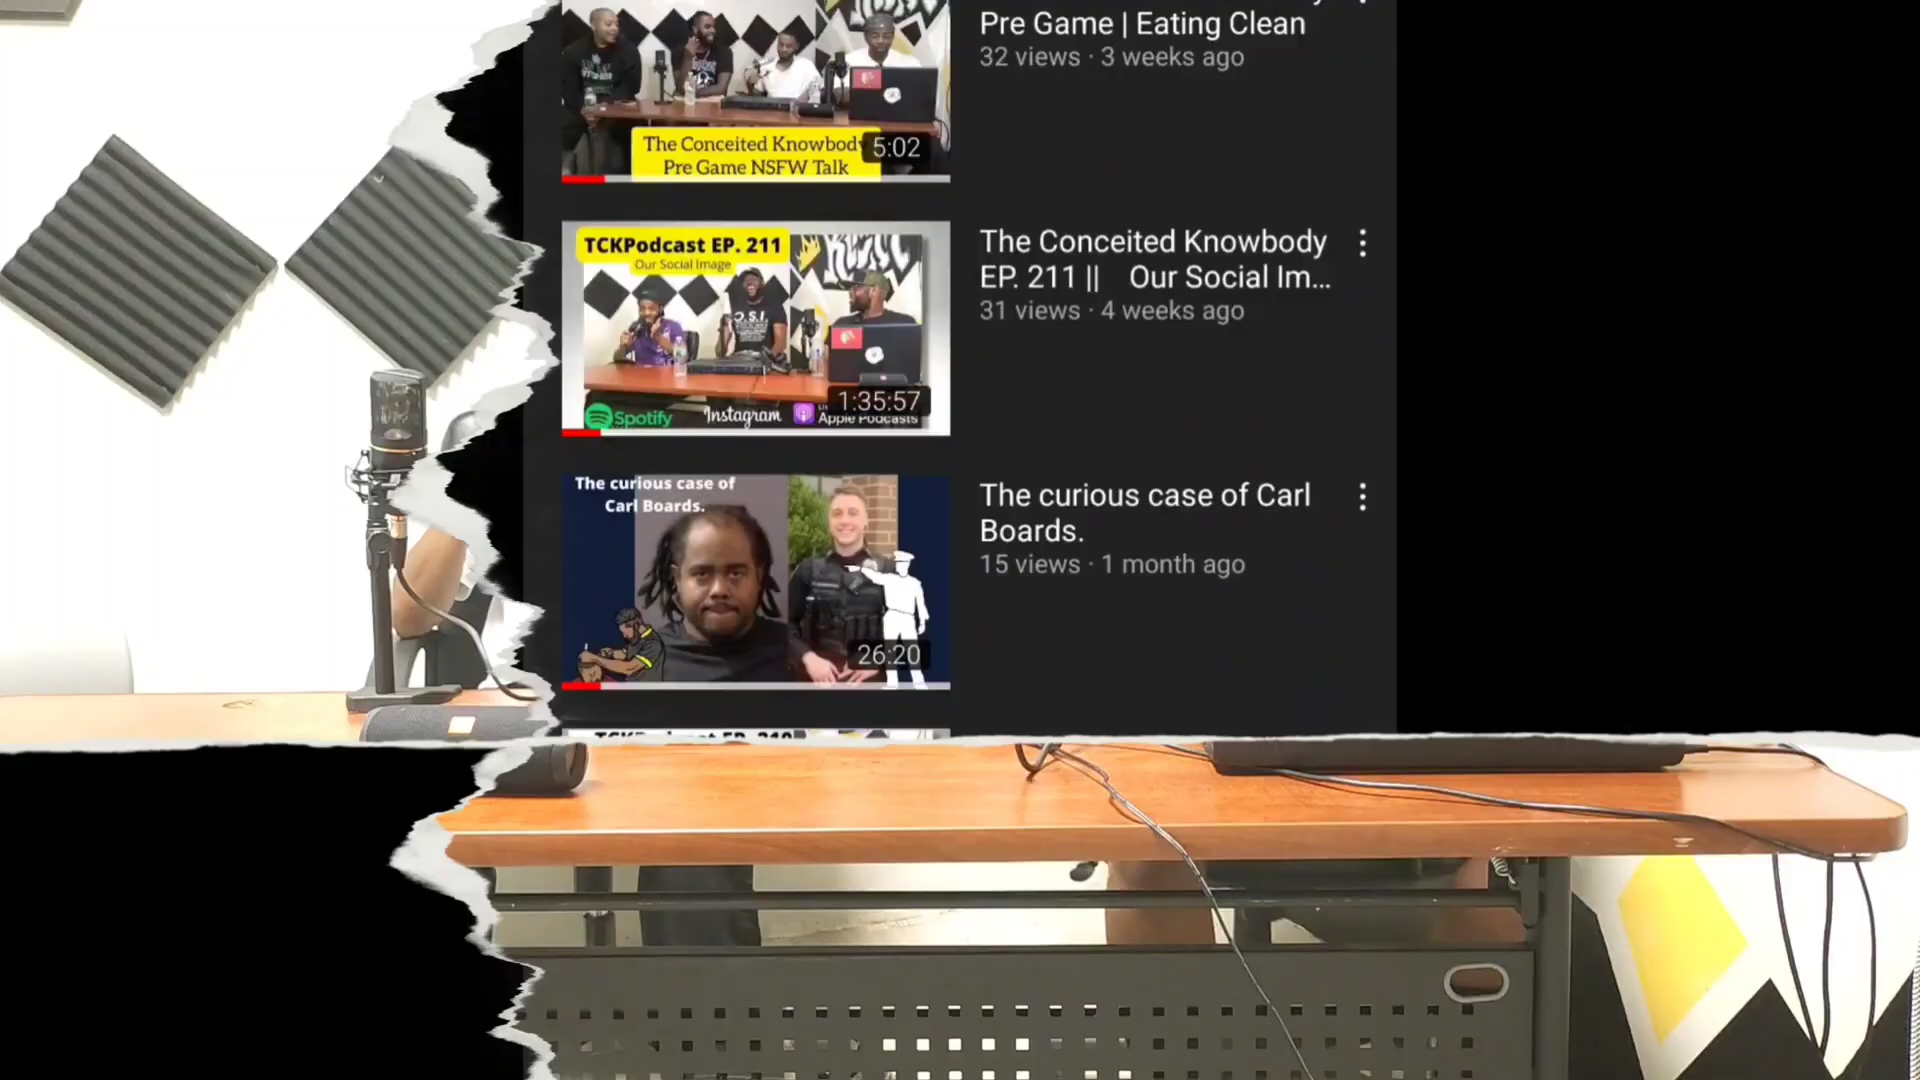 Pre Game | Eating Clean
32 views · 3 weeks ago
The Conceited Knowbody
Pre Game NSFW Talk
5:02
TCKPodcast EP. 211
Our Social Image
O.S.I.
Spotify
Instagram
Apple Podcasts
1:35:57
The Conceited Knowbody
EP. 211 || Our Social Im...
31 views · 4 weeks ago
The curious case of
Carl Boards.
26:20
The curious case of Carl
Boards.
15 views · 1 month ago